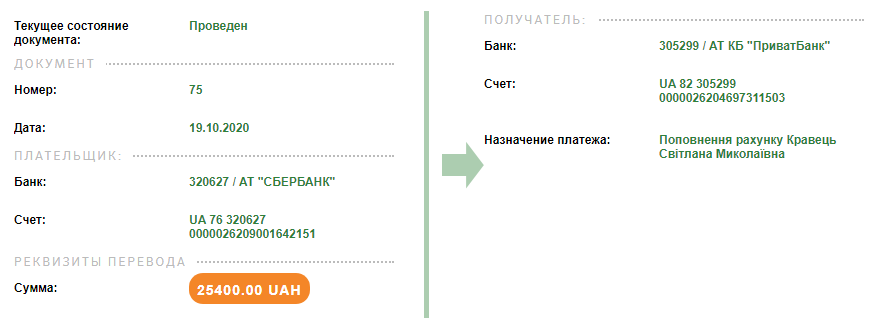 Текущее состояние
документа:
Проведен
ДОКУМЕНТ
Номер:
75
Дата:
19.10.2020
ПЛАТЕЛЬЩИК:
Банк:
320627 / АТ "СБЕРБАНК"
Счет:
UA 76 320627
0000026209001642151
РЕКВИЗИТЫ ПЕРЕВОДА
Сумма:
25400.00 UAH
ПОЛУЧАТЕЛЬ:
Банк:
305299 / АТ КБ "ПриватБанк"
Счет:
UA 82 305299
0000026204697311503
Назначение платежа:
Поповнення рахунку Кравець
Світлана Миколаївна